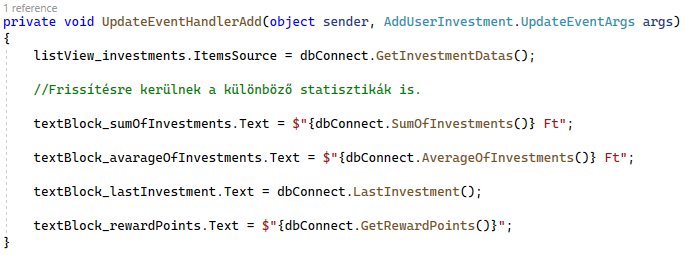 1 reference
private void UpdateEventHandlerAdd(object sender, AddUserInvestment.UpdateEventArgs args)
{
listView_investments.ItemsSource = dbConnect.GetInvestmentDatas();
//Frissítésre kerülnek a különböző statisztikák is.
textBlock_sumOfInvestments.Text = $"{dbConnect.SumOfInvestments()} Ft";
textBlock_avarageOfInvestments.Text = $"{dbConnect.AverageOfInvestments()} Ft";
textBlock_lastInvestment.Text = dbConnect.LastInvestment();
textBlock_rewardPoints.Text = $"{dbConnect.GetRewardPoints()}";
}